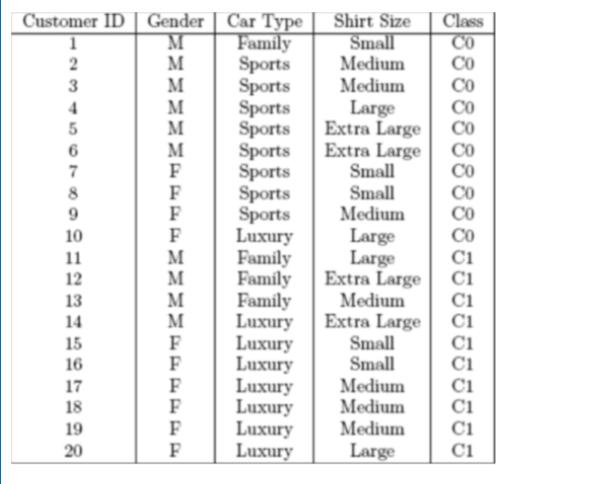 Customer ID Gender Car Type Shirt Size Class
1 M Family Small C0
2 M Sports Medium C0
3 M Sports Medium C0
4 M Sports Large C0
5 M Sports Extra Large C0
6 M Sports Extra Large C0
7 F Sports Small C0
8 F Sports Small C0
9 F Sports Medium C0
10 F Luxury Large C0
11 M Family Large C1
12 M Family Extra Large C1
13 M Family Medium C1
14 M Luxury Extra Large C1
15 F Luxury Small C1
16 F Luxury Small C1
17 F Luxury Medium C1
18 F Luxury Medium C1
19 F Luxury Medium C1
20 F Luxury Large C1